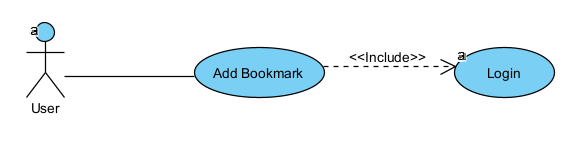 a
User
Add Bookmark
<<Include>>
a
Login